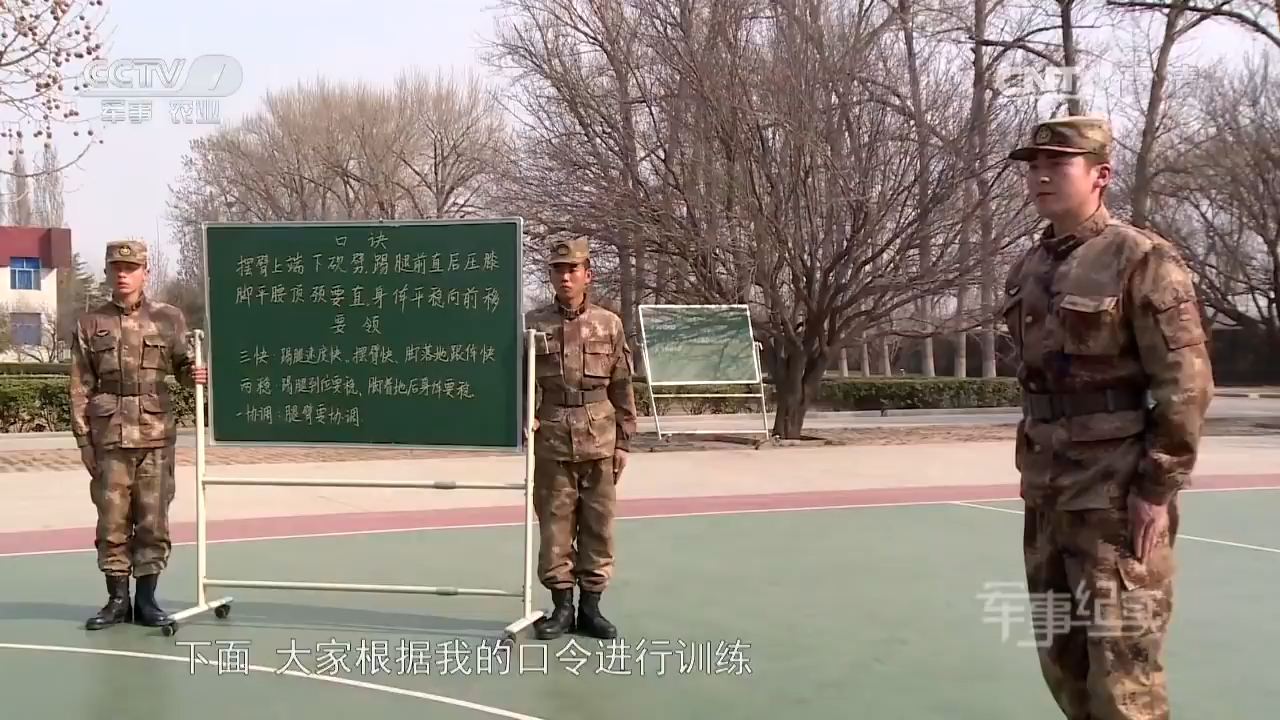 CCTV 7
军事 农业
口诀
摆臂上端下砍劈,踢腿前直后压膝
脚平腰顶颈要直,身体平稳向前移
要领
三快:踢腿速度快、摆臂快、脚落地跟体快
两稳:踢腿到位要稳、脚着地后身体要稳
一协调:腿臂要协调
军事纪实
下面 大家根据我的口令进行训练